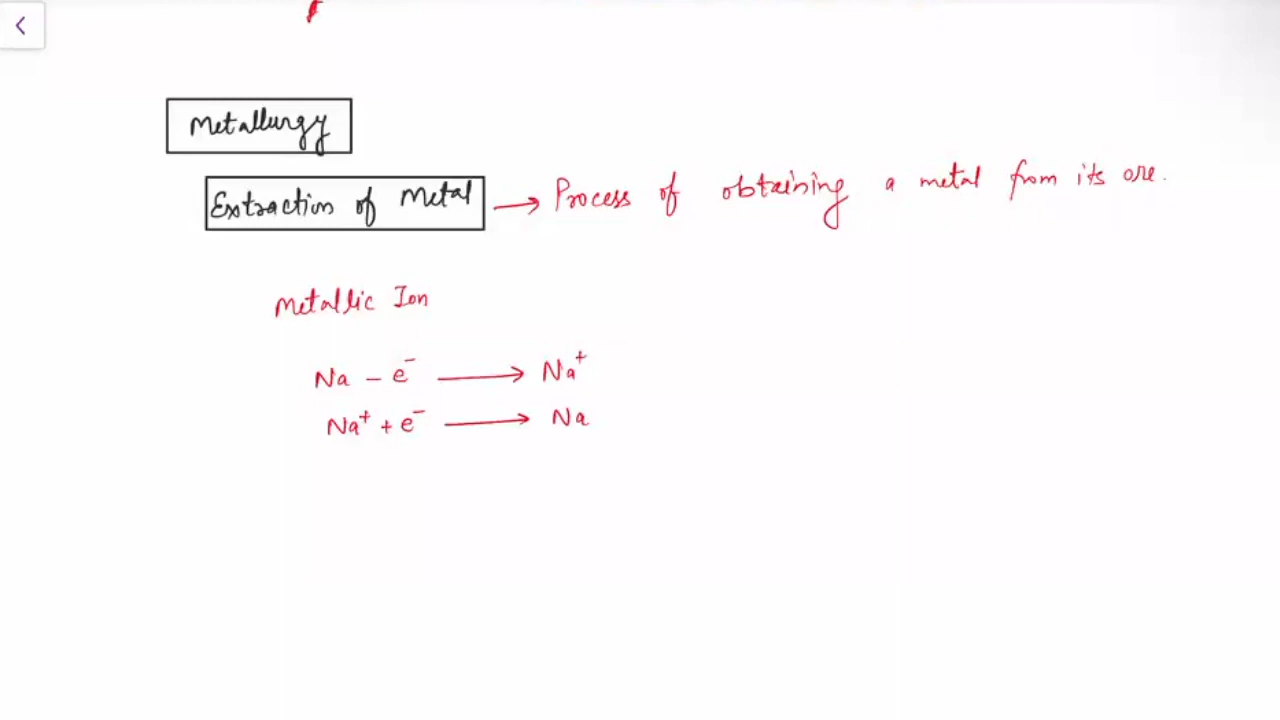 Metallurgy
Extraction of Metal → Process of obtaining a metal from its ore.
Metallic Ion
Na - e⁻ → Na⁺
Na⁺ + e⁻ → Na